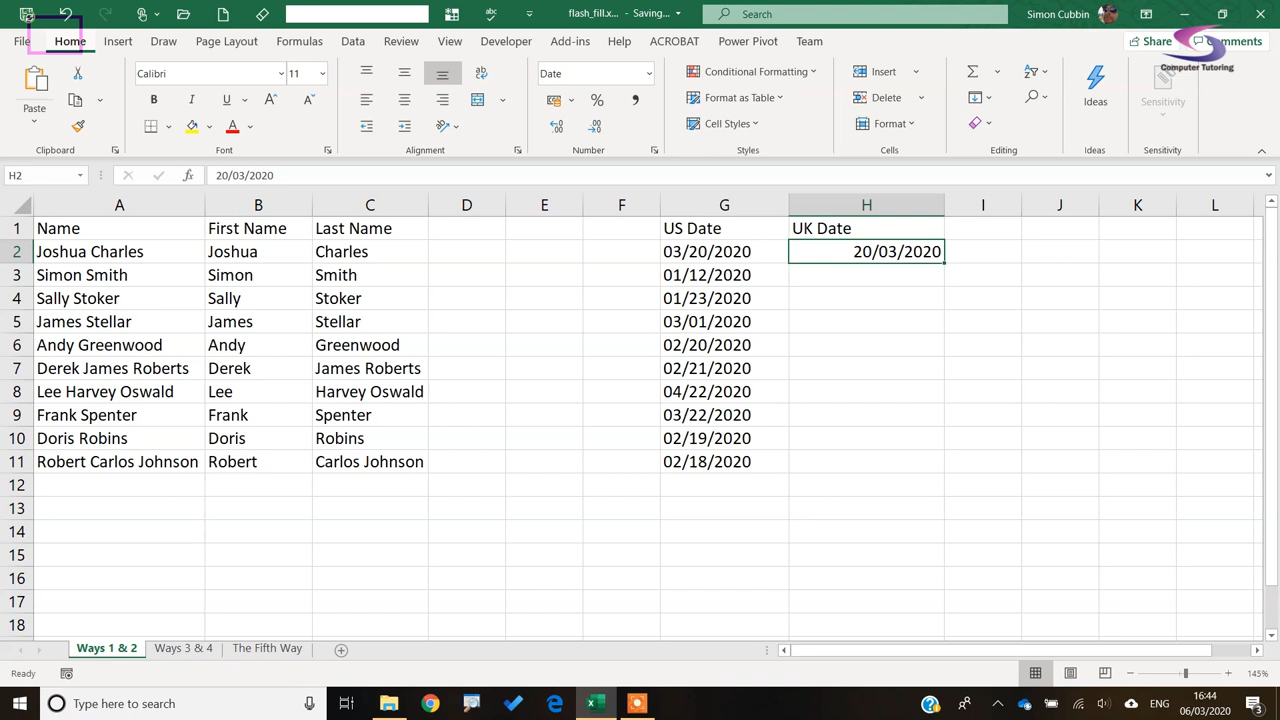 flash_fill.x... - Saving...
Search
Simon Cubbin
File Home Insert Draw Page Layout Formulas Data Review View Developer Add-ins Help ACROBAT Power Pivot Team Share Comments
Computer Tutoring
Paste
Calibri 11
B I U A A
A
Date
%
Conditional Formatting
Format as Table
Cell Styles
Insert
Delete
Format
Ideas
Sensitivity
Clipboard Font Alignment Number Styles Cells Editing Ideas Sensitivity
H2 fx 20/03/2020
A B C D E F G H I J K L
1 Name First Name Last Name US Date UK Date
2 Joshua Charles Joshua Charles 03/20/2020 20/03/2020
3 Simon Smith Simon Smith 01/12/2020
4 Sally Stoker Sally Stoker 01/23/2020
5 James Stellar James Stellar 03/01/2020
6 Andy Greenwood Andy Greenwood 02/20/2020
7 Derek James Roberts Derek James Roberts 02/21/2020
8 Lee Harvey Oswald Lee Harvey Oswald 04/22/2020
9 Frank Spenter Frank Spenter 03/22/2020
10 Doris Robins Doris Robins 02/19/2020
11 Robert Carlos Johnson Robert Carlos Johnson 02/18/2020
12
13
14
15
16
17
18
Ways 1 & 2 Ways 3 & 4 The Fifth Way
Ready 145%
Type here to search
ENG
16:44
06/03/2020
3